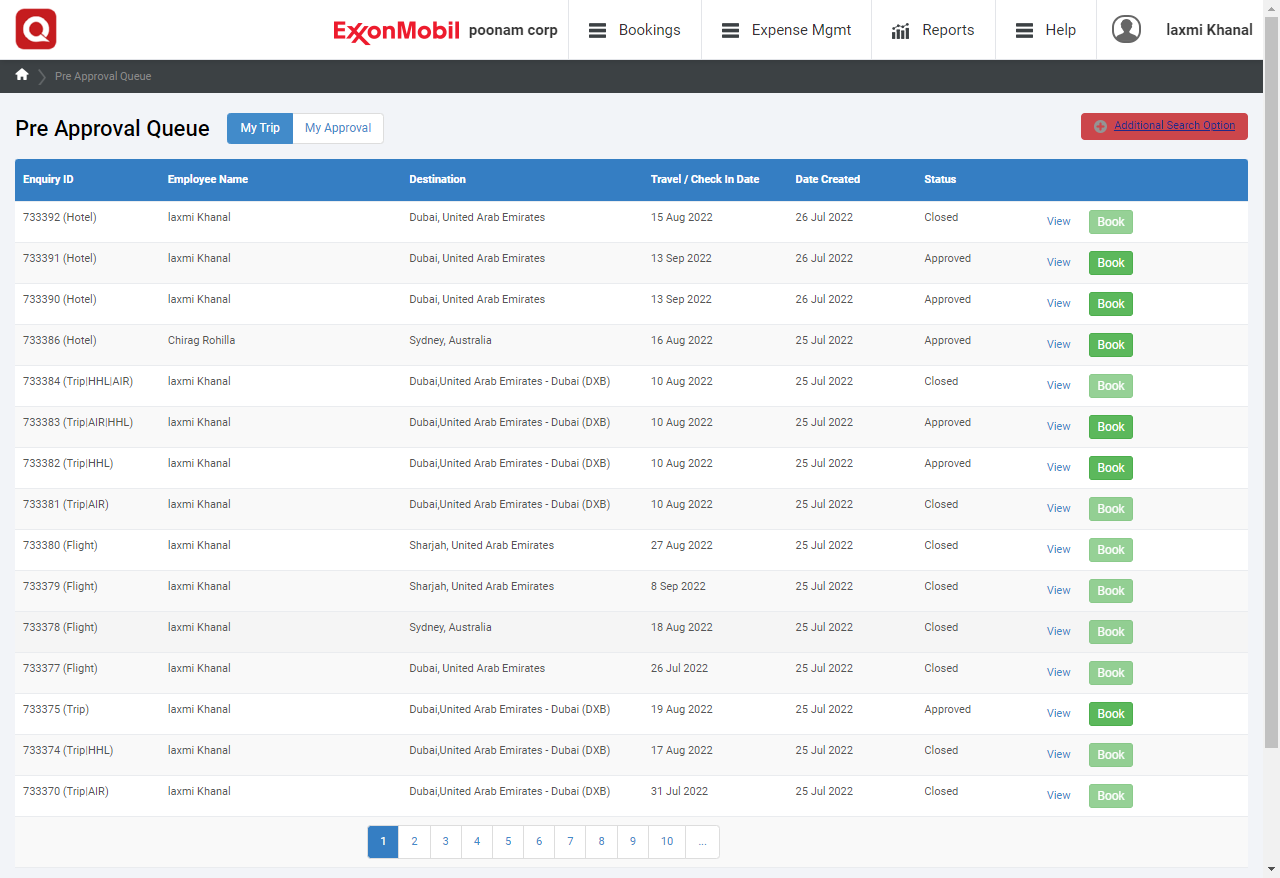 Q ExxonMobil poonam corp Bookings Expense Mgmt Reports Help laxmi Khanal
Pre Approval Queue
Pre Approval Queue My Trip My Approval Additional Search Option
Enquiry ID Employee Name Destination Travel / Check In Date Date Created Status
733392 (Hotel) laxmi Khanal Dubai, United Arab Emirates 15 Aug 2022 26 Jul 2022 Closed View Book
733391 (Hotel) laxmi Khanal Dubai, United Arab Emirates 13 Sep 2022 26 Jul 2022 Approved View Book
733390 (Hotel) laxmi Khanal Dubai, United Arab Emirates 13 Sep 2022 26 Jul 2022 Approved View Book
733386 (Hotel) Chirag Rohilla Sydney, Australia 16 Aug 2022 25 Jul 2022 Approved View Book
733384 (Trip|HHL|AIR) laxmi Khanal Dubai,United Arab Emirates - Dubai (DXB) 10 Aug 2022 25 Jul 2022 Closed View Book
733383 (Trip|AIR|HHL) laxmi Khanal Dubai,United Arab Emirates - Dubai (DXB) 10 Aug 2022 25 Jul 2022 Approved View Book
733382 (Trip|HHL) laxmi Khanal Dubai,United Arab Emirates - Dubai (DXB) 10 Aug 2022 25 Jul 2022 Approved View Book
733381 (Trip|AIR) laxmi Khanal Dubai,United Arab Emirates - Dubai (DXB) 10 Aug 2022 25 Jul 2022 Closed View Book
733380 (Flight) laxmi Khanal Sharjah, United Arab Emirates 27 Aug 2022 25 Jul 2022 Closed View Book
733379 (Flight) laxmi Khanal Sharjah, United Arab Emirates 8 Sep 2022 25 Jul 2022 Closed View Book
733378 (Flight) laxmi Khanal Sydney, Australia 18 Aug 2022 25 Jul 2022 Closed View Book
733377 (Flight) laxmi Khanal Dubai, United Arab Emirates 26 Jul 2022 25 Jul 2022 Closed View Book
733375 (Trip) laxmi Khanal Dubai,United Arab Emirates - Dubai (DXB) 19 Aug 2022 25 Jul 2022 Approved View Book
733374 (Trip|HHL) laxmi Khanal Dubai,United Arab Emirates - Dubai (DXB) 17 Aug 2022 25 Jul 2022 Closed View Book
733370 (Trip|AIR) laxmi Khanal Dubai,United Arab Emirates - Dubai (DXB) 31 Jul 2022 25 Jul 2022 Closed View Book
1 2 3 4 5 6 7 8 9 10 ...